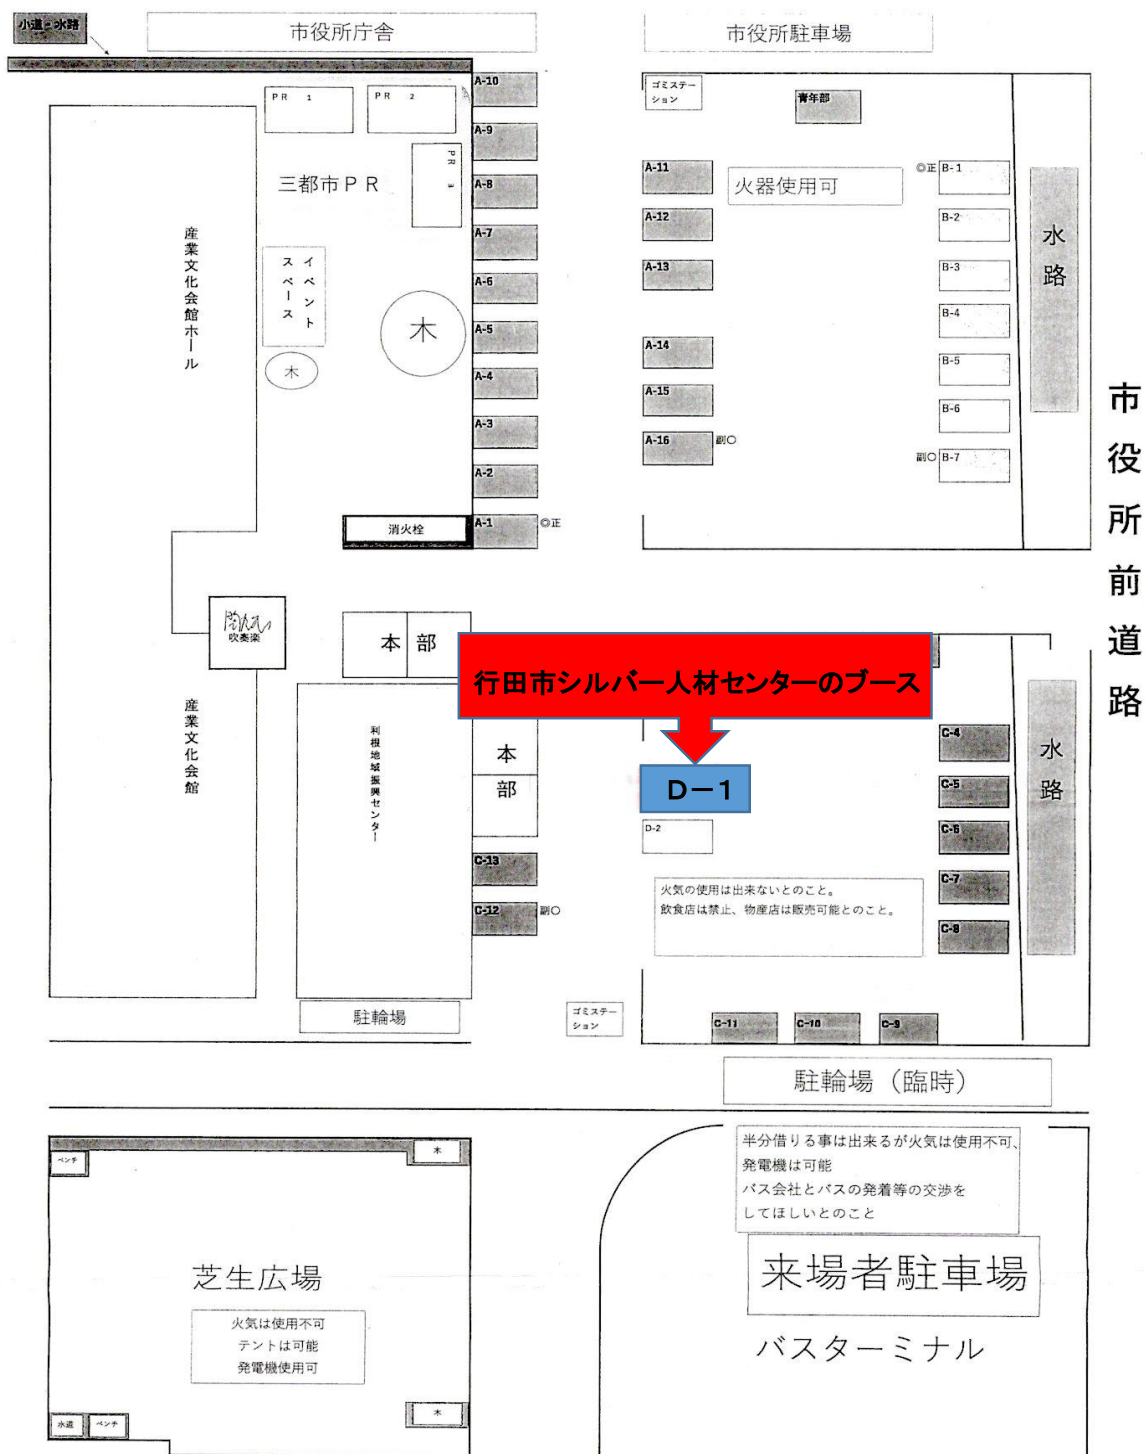 小道・水路
市役所庁舎
市役所駐車場
PR 1
PR 2
PR 3
三都市PR
イベント
スペース
木
木
産業文化会館ホール
A-10
A-9
A-8
A-7
A-6
A-5
A-4
A-3
A-2
A-1
◎正
消火栓
ゴミステー
ション
青年部
火器使用可
A-11
A-12
A-13
A-14
A-15
A-16
副〇
◎正
B-1
B-2
B-3
B-4
B-5
B-6
副〇
B-7
水路
市役所前道路
吹奏楽
本部
行田市シルバー人材センターのブース
D-1
D-2
産業文化会館
利根地域振興センター
本部
C-13
C-12
副〇
火気の使用は出来ないとのこと。
飲食店は禁止、物産店は販売可能とのこと。
C-4
C-5
C-6
C-7
C-8
水路
駐輪場
ゴミステー
ション
C-11
C-10
C-9
駐輪場（臨時）
ベンチ
木
芝生広場
火気は使用不可
テントは可能
発電機使用可
水道
ベンチ
木
半分借りる事は出来るが火気は使用不可、
発電機は可能
バス会社とバスの発着等の交渉を
してほしいとのこと
来場者駐車場
バスターミナル